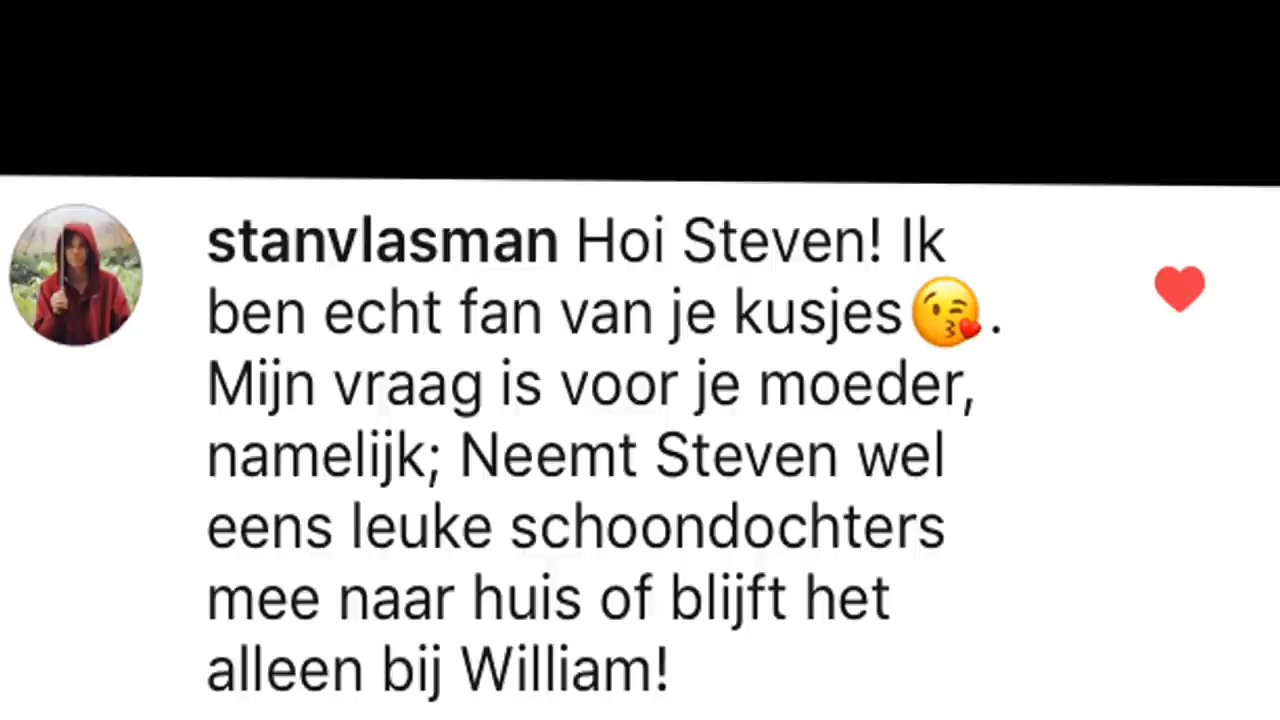 stanvlasman Hoi Steven! Ik
ben echt fan van je kusjes😘.
Mijn vraag is voor je moeder,
namelijk; Neemt Steven wel
eens leuke schoondochters
mee naar huis of blijft het
alleen bij William!